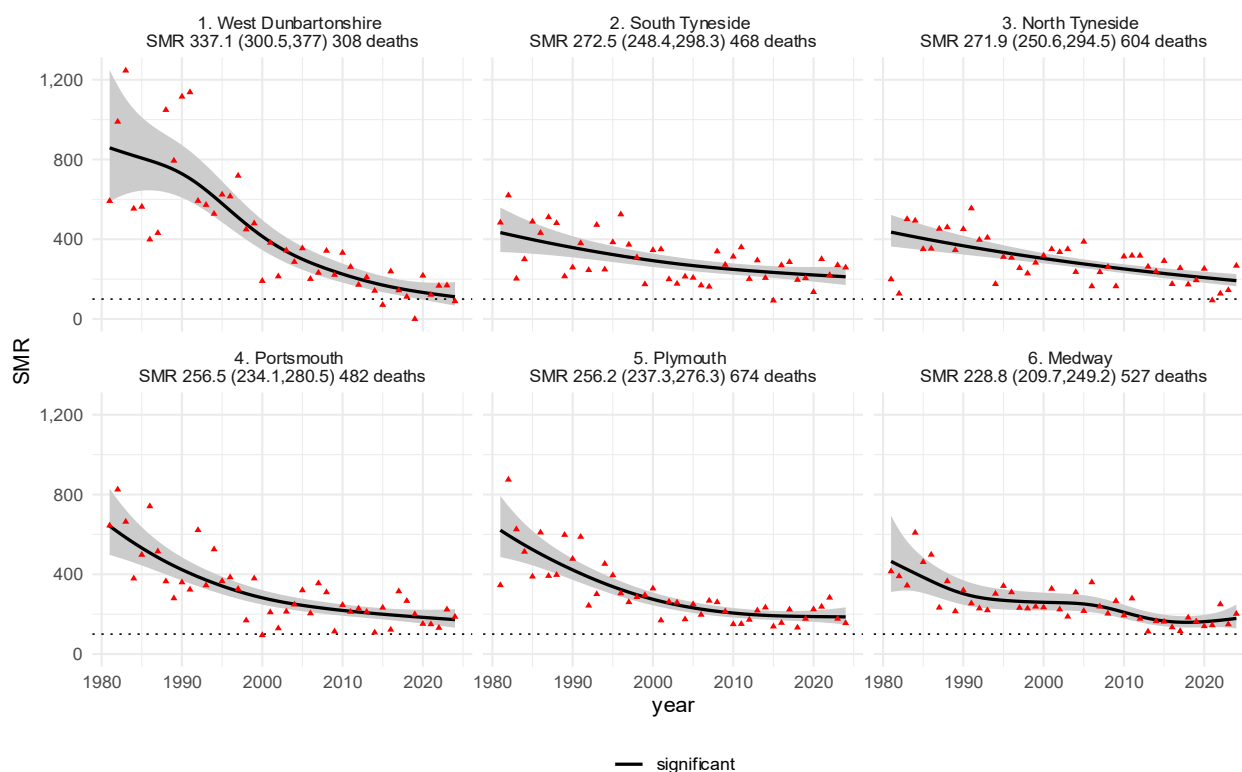 1. West Dunbartonshire
SMR 337.1 (300.5,377) 308 deaths
2. South Tyneside
SMR 272.5 (248.4,298.3) 468 deaths
3. North Tyneside
SMR 271.9 (250.6,294.5) 604 deaths
1,200
800
400
0
SMR
4. Portsmouth
SMR 256.5 (234.1,280.5) 482 deaths
5. Plymouth
SMR 256.2 (237.3,276.3) 674 deaths
6. Medway
SMR 228.8 (209.7,249.2) 527 deaths
1,200
800
400
0
1980 1990 2000 2010 2020
1980 1990 2000 2010 2020
1980 1990 2000 2010 2020
year
significant